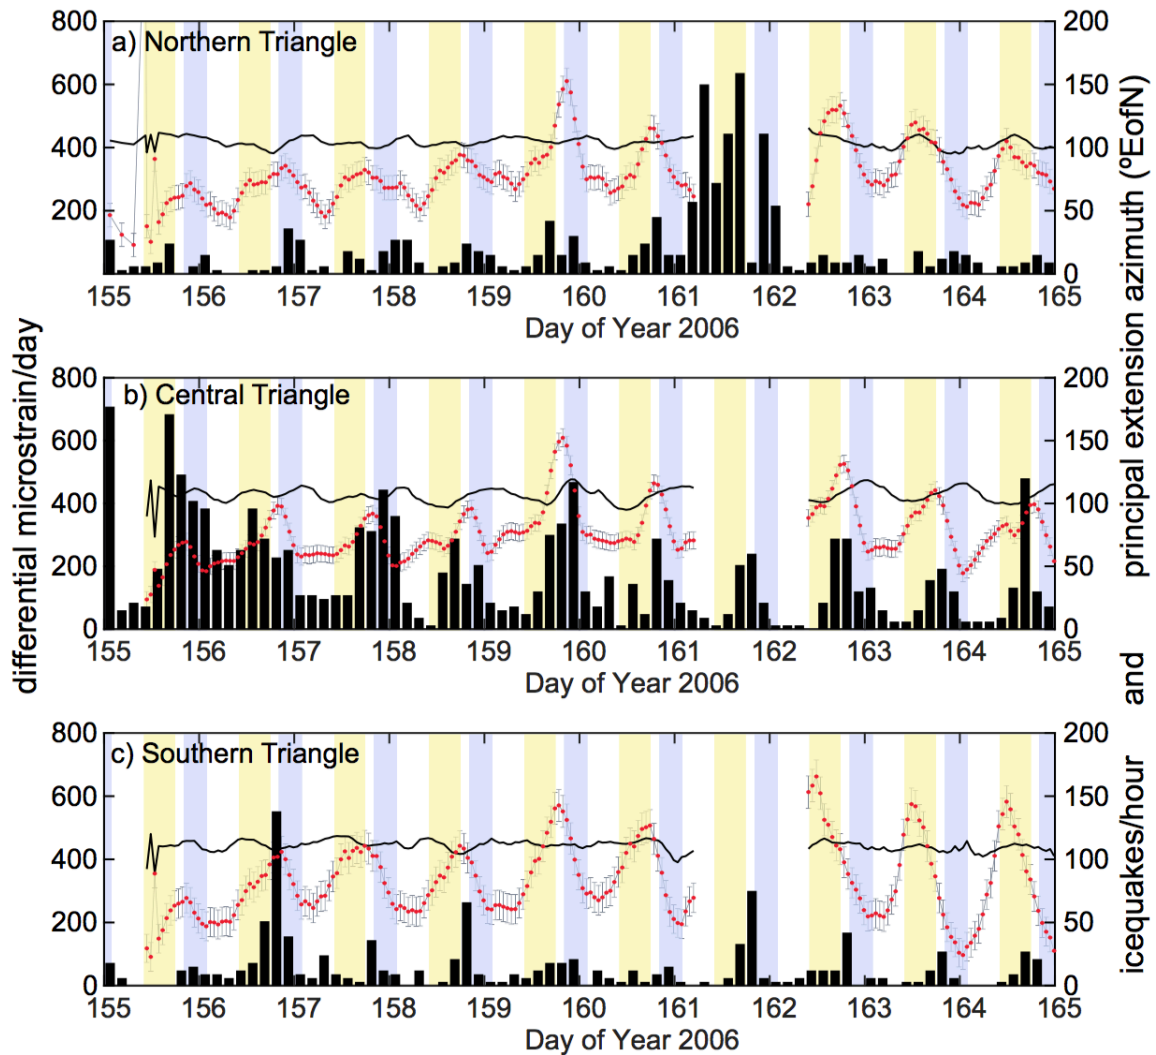 800 200
a) Northern Triangle
600 150
400 100
200 50
0 0
155 156 157 158 159 160 161 162 163 164 165
Day of Year 2006
800 200
b) Central Triangle
600 150
400 100
200 50
0 0
155 156 157 158 159 160 161 162 163 164 165
Day of Year 2006
800 200
c) Southern Triangle
600 150
400 100
200 50
0 0
155 156 157 158 159 160 161 162 163 164 165
Day of Year 2006
differential microstrain/day
icequakes/hour and principal extension azimuth (ºEofN)